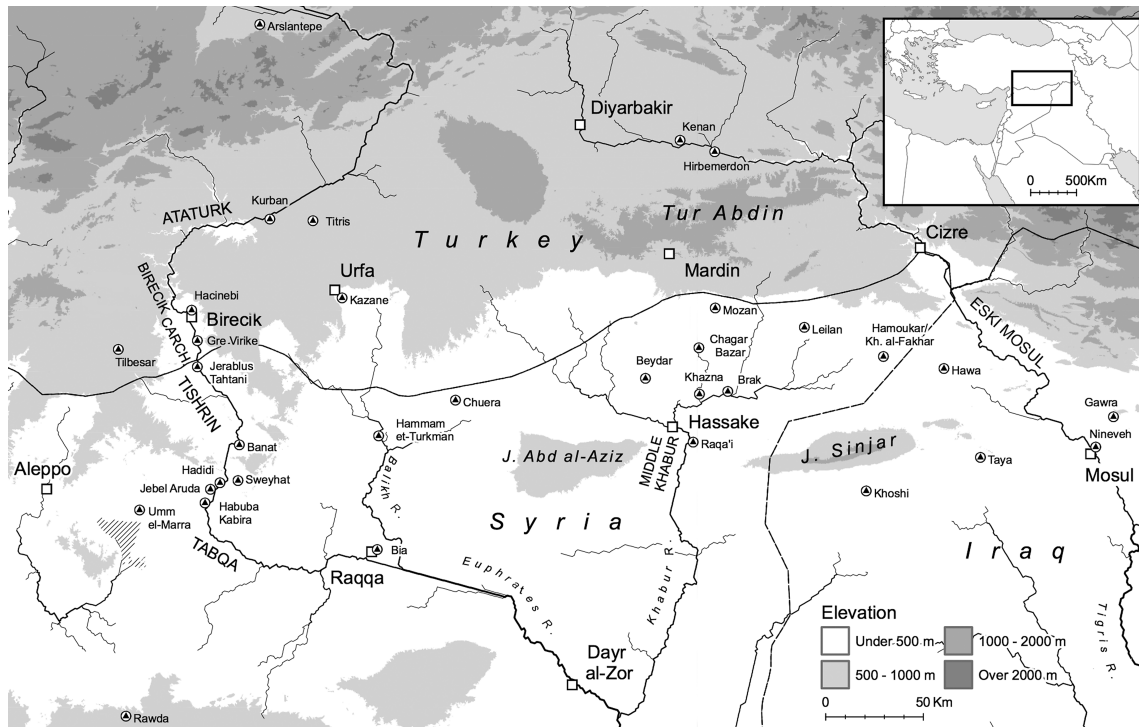 Arslantepe
Diyarbakir
Kenan
Hirbemerdon
0 500Km
Kurban
ATATURK
Titris
Tur Abdin
Turkey
Cizre
Urfa
Mardin
Kazane
BIRECIK CARCH
Hacinebi
Birecik
Gre Virike
Tilbesar
Jerablus
Tahtani
TISHRIN
Mozan
Leilan
Hamoukar/
Kh. al-Fakhar
ESKI MOSUL
Chagar
Bazar
Beydar
Khazna
Brak
Hawa
Chuera
Hassake
Gawra
Nineveh
Mosul
Hammam
et-Turkman
Banat
Raqa'i
MIDDLE
KHABUR
J. Abd al-Aziz
J. Sinjar
Taya
Aleppo
Hadidi
Sweyhat
Jebel Aruda
Habuba
Kabira
Umm
el-Marra
Balikh R.
Khoshi
Syria
Iraq
TABQA
Bia
Raqqa
Euphrates R.
Khabur R.
Tigris R.
Dayr
al-Zor
Rawda
Elevation
Under 500 m
1000 - 2000 m
500 - 1000 m
Over 2000 m
0 50 Km